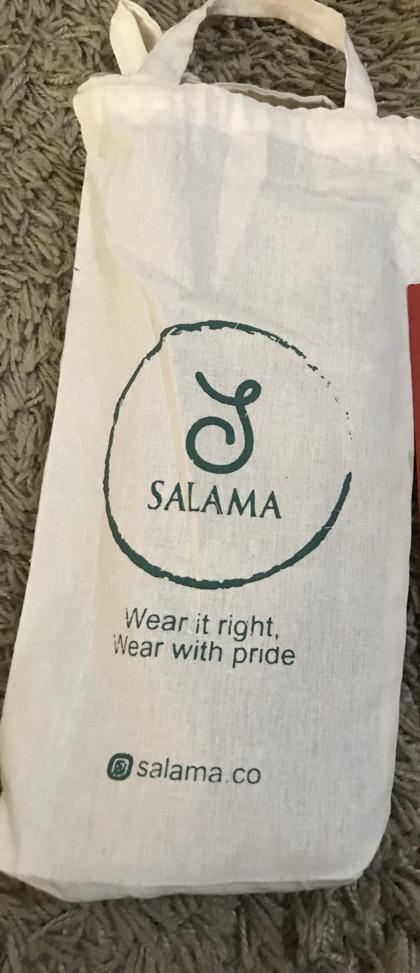 SALAMA
Wear it right,
Wear with pride
salama.co